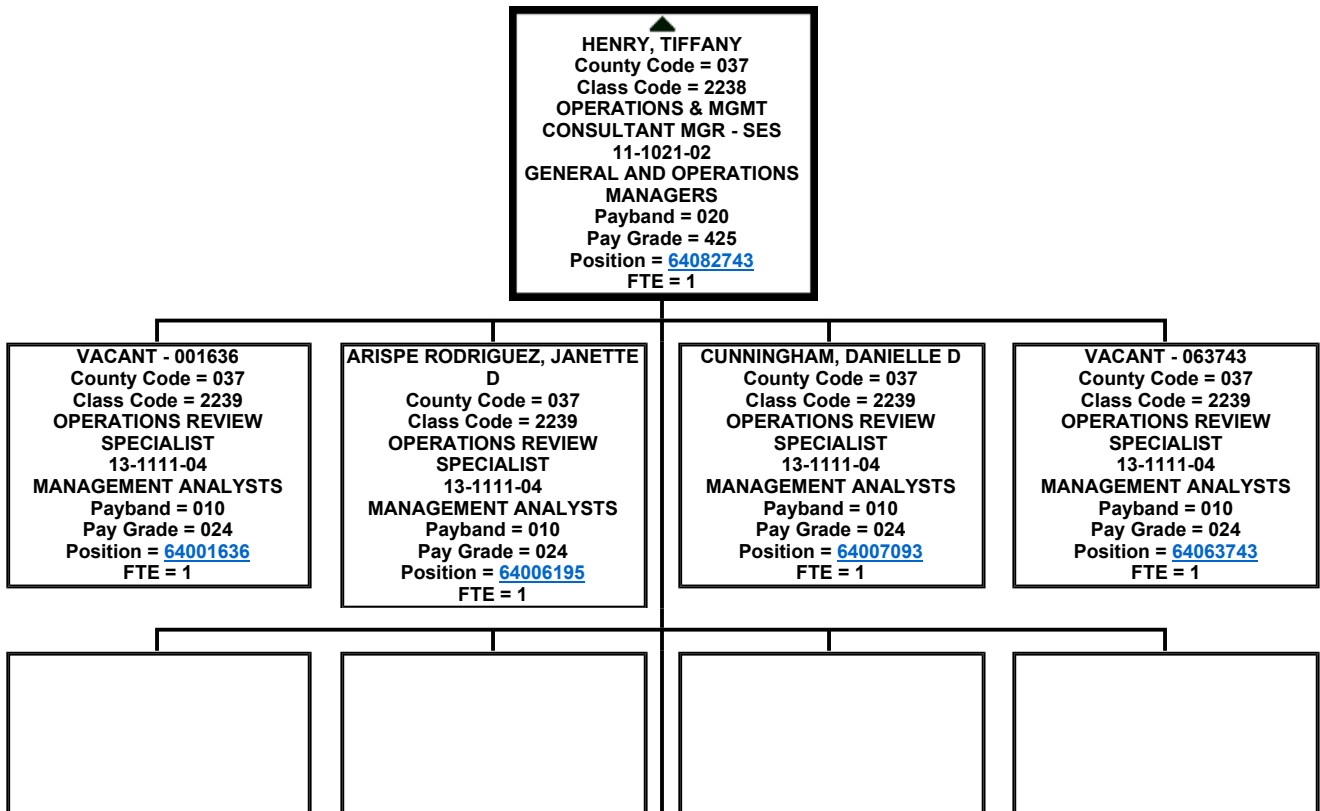 HENRY, TIFFANY
County Code = 037
Class Code = 2238
OPERATIONS & MGMT
CONSULTANT MGR - SES
11-1021-02
GENERAL AND OPERATIONS
MANAGERS
Payband = 020
Pay Grade = 425
Position = 64082743
FTE = 1
VACANT - 001636
County Code = 037
Class Code = 2239
OPERATIONS REVIEW
SPECIALIST
13-1111-04
MANAGEMENT ANALYSTS
Payband = 010
Pay Grade = 024
Position = 64001636
FTE = 1
ARISPE RODRIGUEZ, JANETTE
D
County Code = 037
Class Code = 2239
OPERATIONS REVIEW
SPECIALIST
13-1111-04
MANAGEMENT ANALYSTS
Payband = 010
Pay Grade = 024
Position = 64006195
FTE = 1
CUNNINGHAM, DANIELLE D
County Code = 037
Class Code = 2239
OPERATIONS REVIEW
SPECIALIST
13-1111-04
MANAGEMENT ANALYSTS
Payband = 010
Pay Grade = 024
Position = 64007093
FTE = 1
VACANT - 063743
County Code = 037
Class Code = 2239
OPERATIONS REVIEW
SPECIALIST
13-1111-04
MANAGEMENT ANALYSTS
Payband = 010
Pay Grade = 024
Position = 64063743
FTE = 1